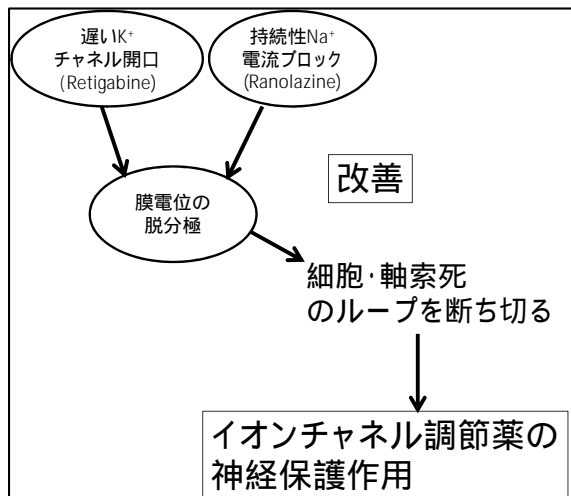 遅いK⁺
チャネル開口
(Retigabine)
持続性Na⁺
電流ブロック
(Ranolazine)
改善
膜電位の
脱分極
細胞・軸索死
のループを断ち切る
イオンチャネル調節薬の
神経保護作用